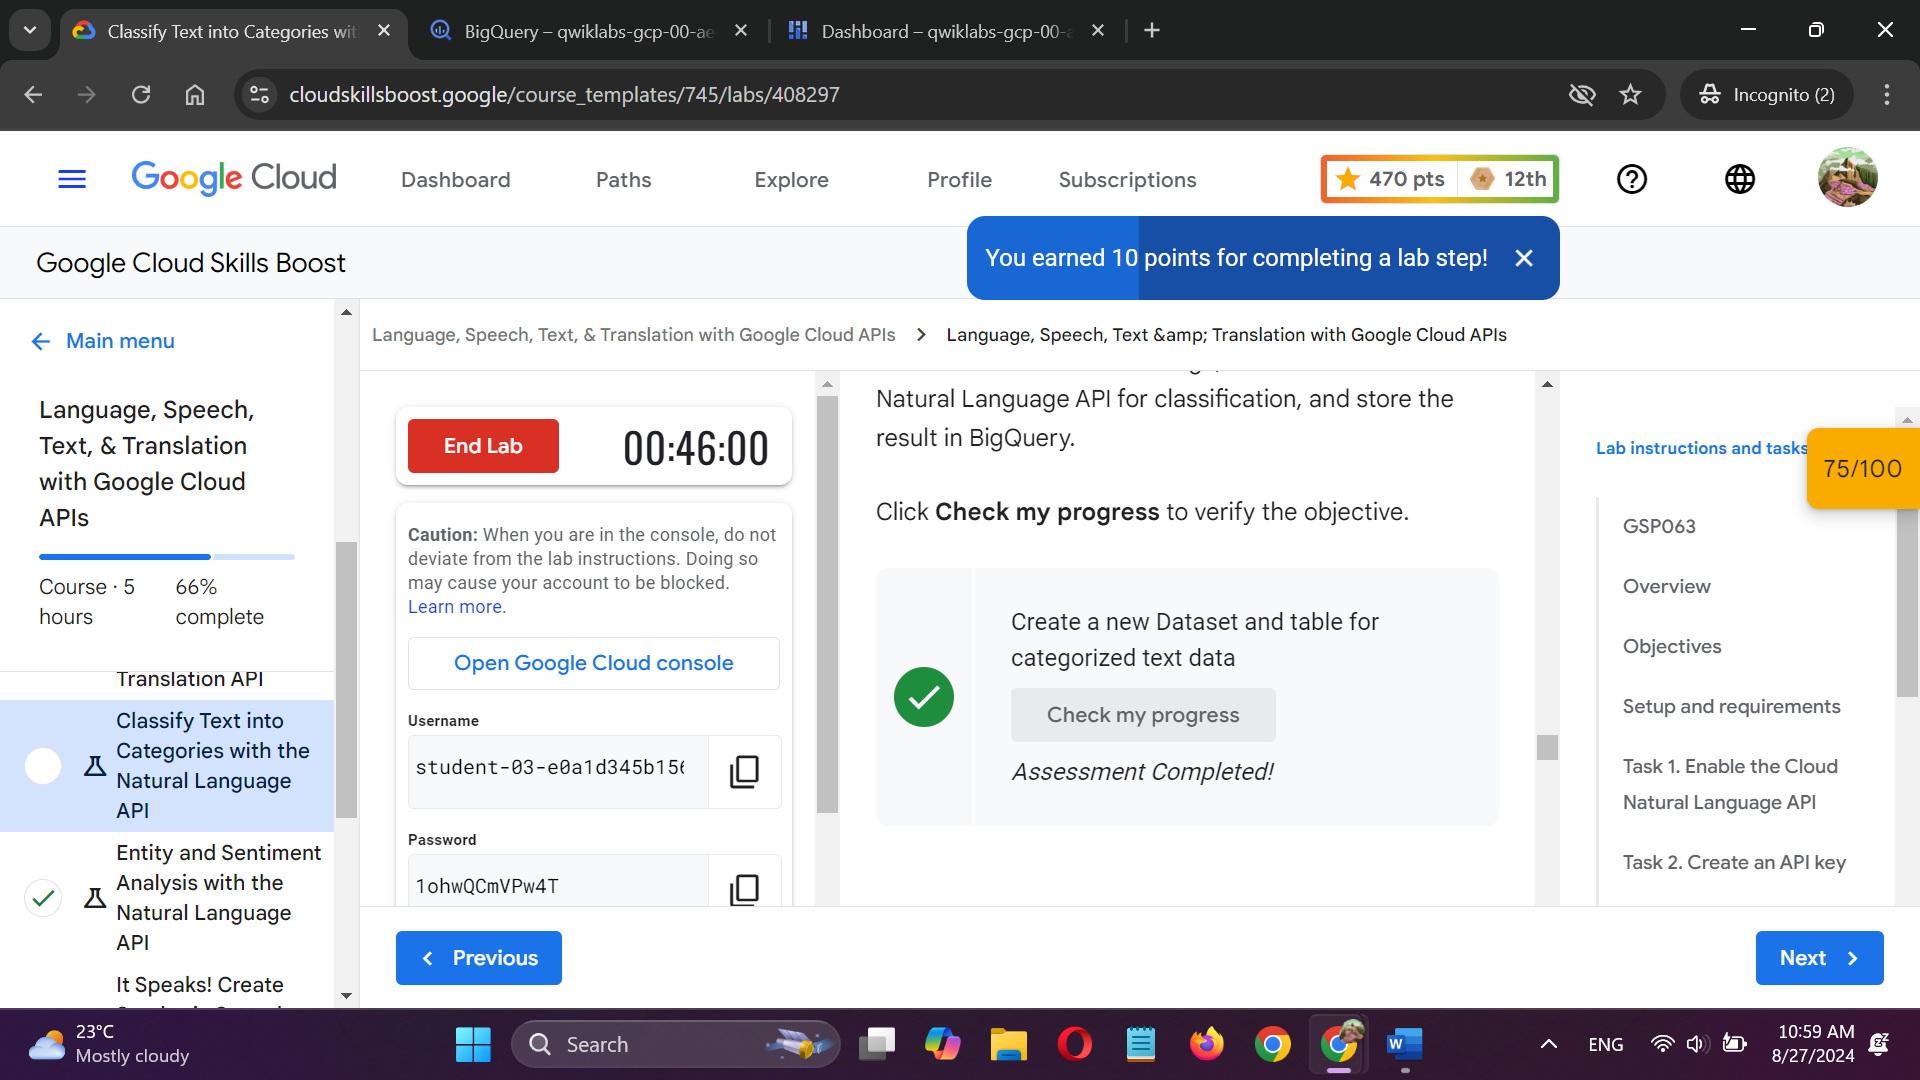 Classify Text into Categories wit
BigQuery – qwiklabs-gcp-00-ae
Dashboard – qwiklabs-gcp-00-a
cloudskillsboost.google/course_templates/745/labs/408297
Incognito (2)
Google Cloud
Dashboard
Paths
Explore
Profile
Subscriptions
470 pts
12th
Google Cloud Skills Boost
You earned 10 points for completing a lab step!
Main menu
Language, Speech, Text, & Translation with Google Cloud APIs
Language, Speech, Text &amp; Translation with Google Cloud APIs
Language, Speech,
Text, & Translation
with Google Cloud
APIs
Course · 5
hours
66%
complete
Translation API
Classify Text into
Categories with the
Natural Language
API
Entity and Sentiment
Analysis with the
Natural Language
API
It Speaks! Create
End Lab
00:46:00
Caution: When you are in the console, do not
deviate from the lab instructions. Doing so
may cause your account to be blocked.
Learn more.
Open Google Cloud console
Username
student-03-e0a1d345b156
Password
1ohwQCmVPw4T
Natural Language API for classification, and store the
result in BigQuery.
Click Check my progress to verify the objective.
Create a new Dataset and table for
categorized text data
Check my progress
Assessment Completed!
Lab instructions and tasks
75/100
GSP063
Overview
Objectives
Setup and requirements
Task 1. Enable the Cloud
Natural Language API
Task 2. Create an API key
Previous
Next
23°C
Mostly cloudy
Search
ENG
10:59 AM
8/27/2024